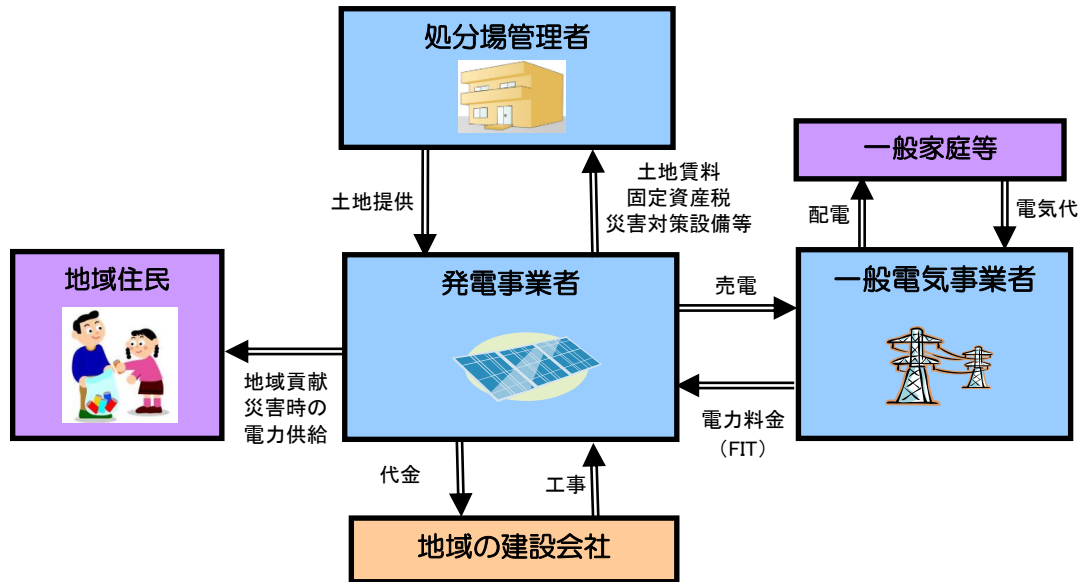 処分場管理者
一般家庭等
土地提供
土地賃料
固定資産税
災害対策設備等
配電
電気代
地域住民
発電事業者
売電
一般電気事業者
地域貢献
災害時の
電力供給
電力料金
（FIT）
代金
工事
地域の建設会社